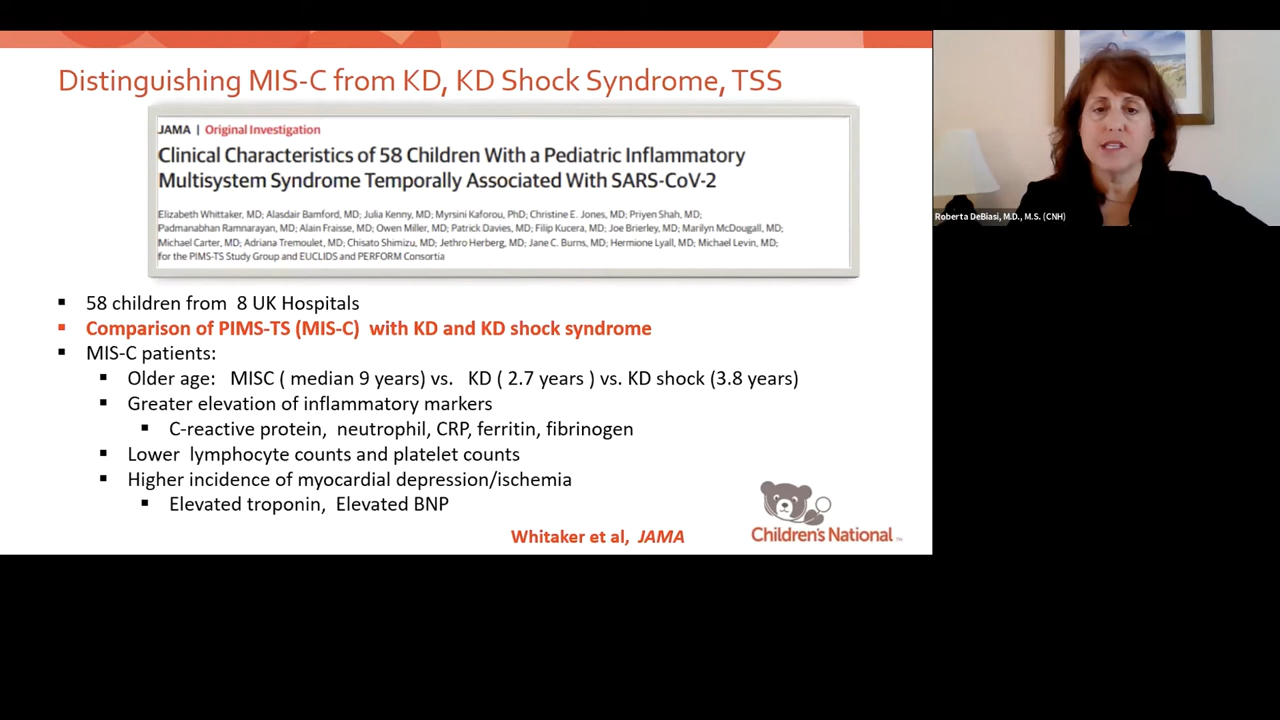 Distinguishing MIS-C from KD, KD Shock Syndrome, TSS
JAMA | Original Investigation
Clinical Characteristics of 58 Children With a Pediatric Inflammatory
Multisystem Syndrome Temporally Associated With SARS-CoV-2
Elizabeth Whittaker, MD; Alasdair Bamford, MD; Julia Kenny, MD; Myrsini Kaforou, PhD; Christine E. Jones, MD; Priyen Shah, MD;
Padmanabhan Ramnarayan, MD; Alain Fraisse, MD; Owen Miller, MD; Patrick Davies, MD; Filip Kucera, MD; Joe Brierley, MD; Marilyn McDougall, MD;
Michael Carter, MD; Adriana Tremoulet, MD; Chisato Shimizu, MD; Jethro Herberg, MD; Jane C. Burns, MD; Hermione Lyall, MD; Michael Levin, MD;
for the PIMS-TS Study Group and EUCLIDS and PERFORM Consortia
58 children from 8 UK Hospitals
Comparison of PIMS-TS (MIS-C) with KD and KD shock syndrome
MIS-C patients:
Older age: MISC ( median 9 years) vs. KD ( 2.7 years ) vs. KD shock (3.8 years)
Greater elevation of inflammatory markers
C-reactive protein, neutrophil, CRP, ferritin, fibrinogen
Lower lymphocyte counts and platelet counts
Higher incidence of myocardial depression/ischemia
Elevated troponin, Elevated BNP
Whitaker et al, JAMA
Children's National ™
Roberta DeBiasi, M.D., M.S. (CNH)